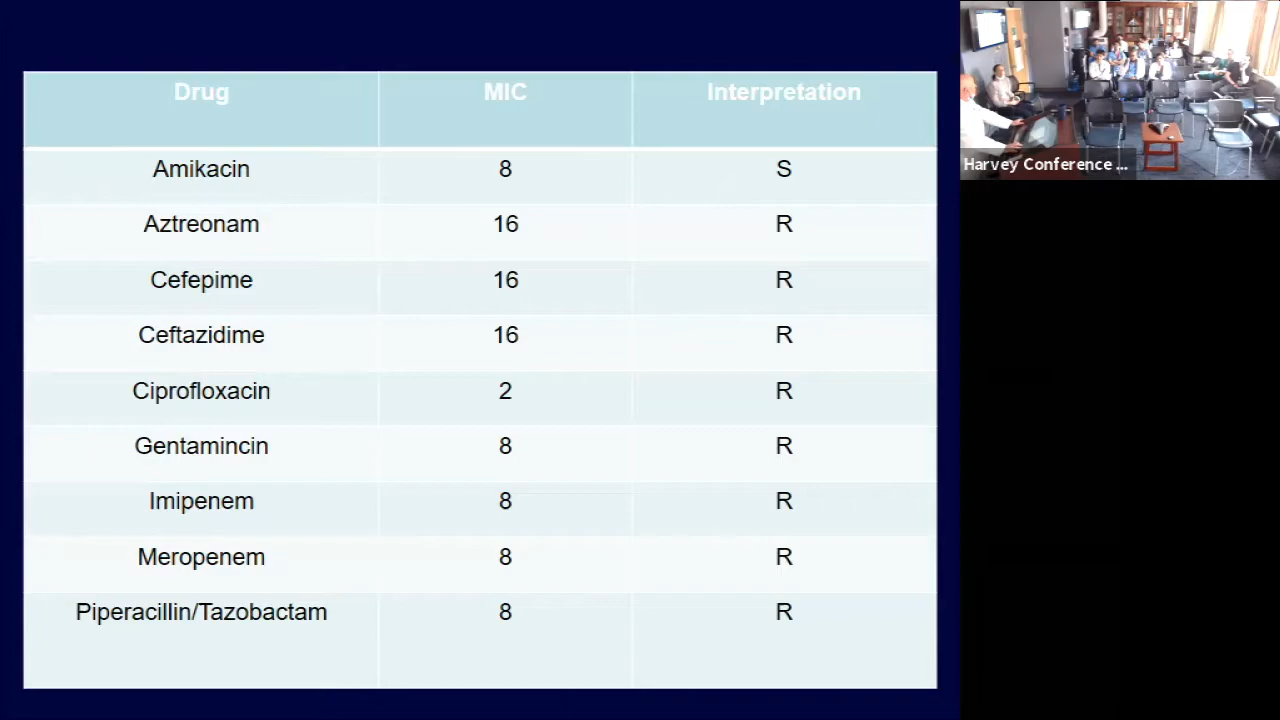 Drug MIC Interpretation
Amikacin 8 S
Aztreonam 16 R
Cefepime 16 R
Ceftazidime 16 R
Ciprofloxacin 2 R
Gentamincin 8 R
Imipenem 8 R
Meropenem 8 R
Piperacillin/Tazobactam 8 R
Harvey Conference ...